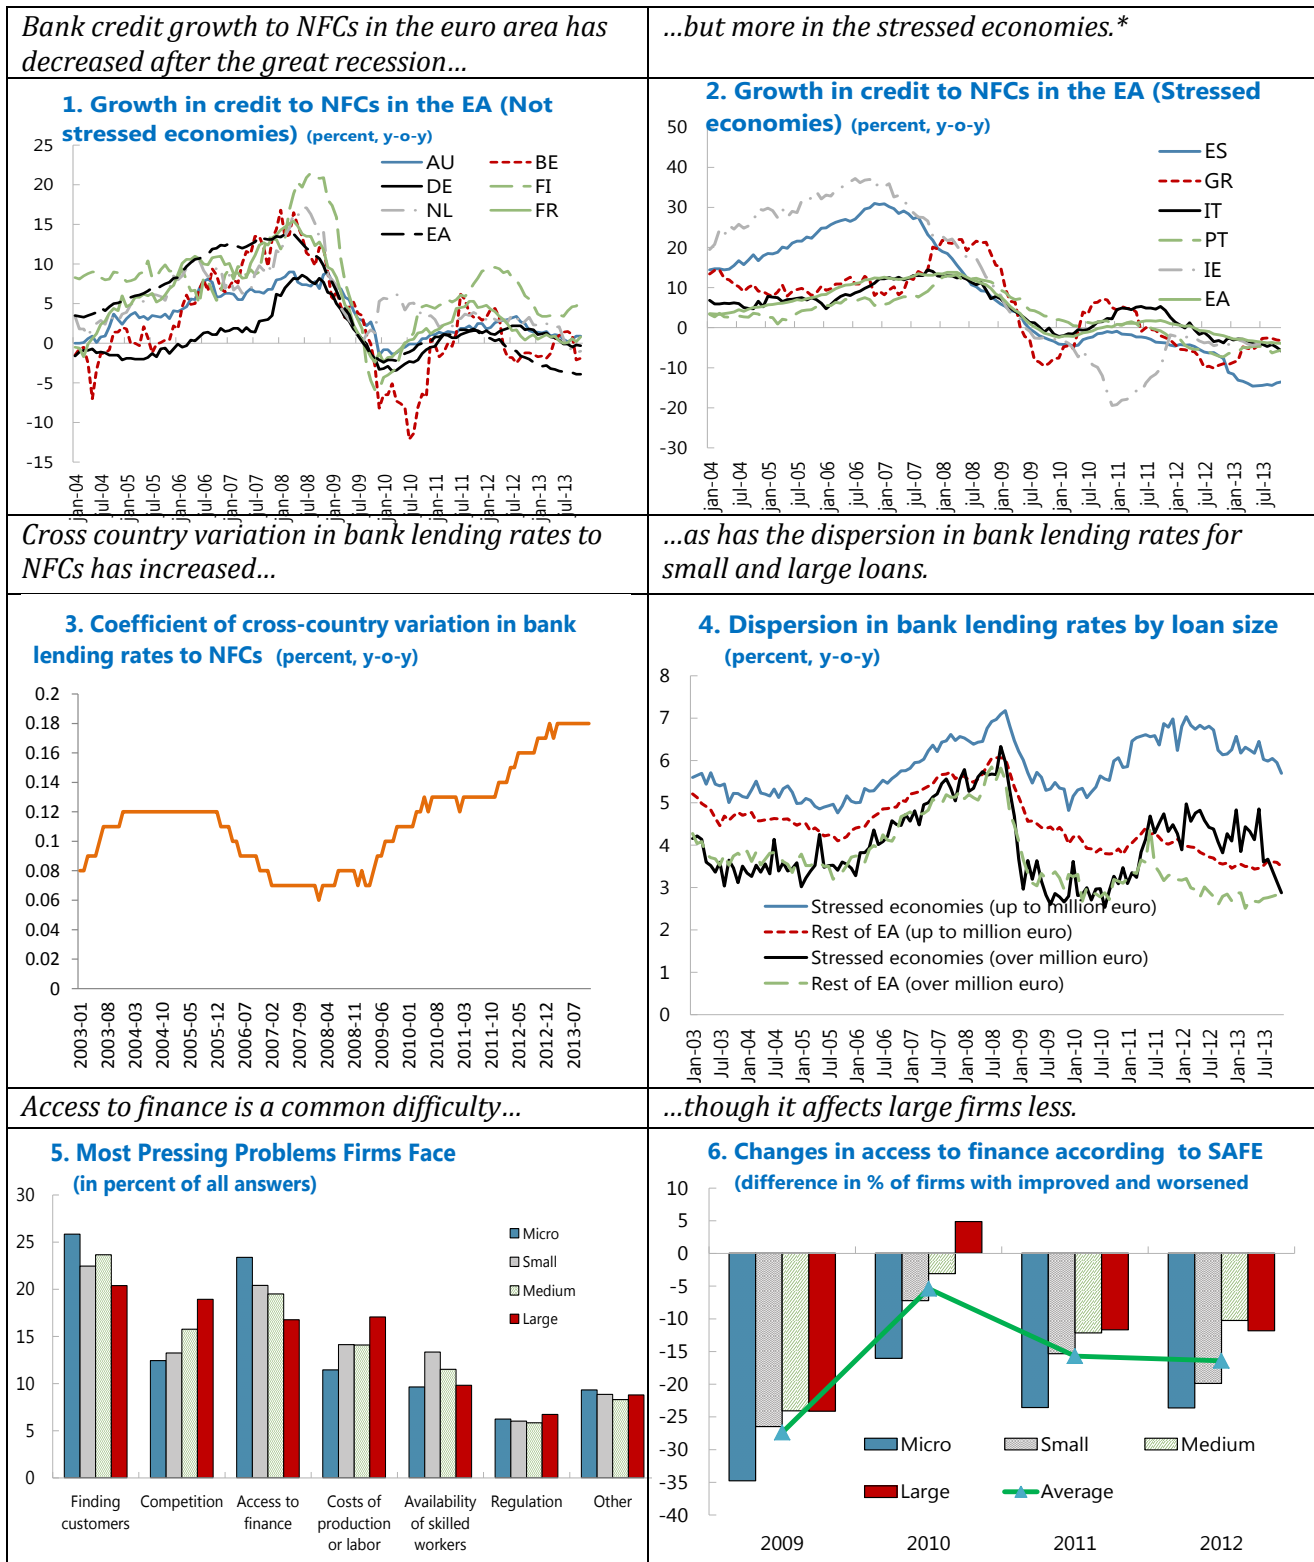 Bank credit growth to NFCs in the euro area has
decreased after the great recession…
…but more in the stressed economies.*
1. Growth in credit to NFCs in the EA (Not
stressed economies) (percent, y-o-y)
25
20
15
10
5
0
-5
-10
-15
AU
BE
DE
FI
NL
FR
EA
jan-04
jul-04
jan-05
jul-05
jan-06
jul-06
jan-07
jul-07
jan-08
jul-08
jan-09
jul-09
jan-10
jul-10
jan-11
jul-11
jan-12
jul-12
jan-13
jul-13
2. Growth in credit to NFCs in the EA (Stressed
economies) (percent, y-o-y)
50
40
30
20
10
0
-10
-20
-30
ES
GR
IT
PT
IE
EA
jan-04
jul-04
jan-05
jul-05
jan-06
jul-06
jan-07
jul-07
jan-08
jul-08
jan-09
jul-09
jan-10
jul-10
jan-11
jul-11
jan-12
jul-12
jan-13
jul-13
Cross country variation in bank lending rates to
NFCs has increased…
…as has the dispersion in bank lending rates for
small and large loans.
3. Coefficient of cross-country variation in bank
lending rates to NFCs (percent, y-o-y)
0.2
0.18
0.16
0.14
0.12
0.1
0.08
0.06
0.04
0.02
0
2003-01
2003-08
2004-03
2004-10
2005-05
2005-12
2006-07
2007-02
2007-09
2008-04
2008-11
2009-06
2010-01
2010-08
2011-03
2011-10
2012-05
2012-12
2013-07
4. Dispersion in bank lending rates by loan size
(percent, y-o-y)
8
7
6
5
4
3
2
1
0
Stressed economies (up to million euro)
Rest of EA (up to million euro)
Stressed economies (over million euro)
Rest of EA (over million euro)
Jan-03
Jul-03
Jan-04
Jul-04
Jan-05
Jul-05
Jan-06
Jul-06
Jan-07
Jul-07
Jan-08
Jul-08
Jan-09
Jul-09
Jan-10
Jul-10
Jan-11
Jul-11
Jan-12
Jul-12
Jan-13
Jul-13
Access to finance is a common difficulty…
…though it affects large firms less.
5. Most Pressing Problems Firms Face
(in percent of all answers)
30
25
20
15
10
5
0
Micro
Small
Medium
Large
Finding
customers
Competition
Access to
finance
Costs of
production
or labor
Availability
of skilled
workers
Regulation
Other
6. Changes in access to finance according to SAFE
(difference in % of firms with improved and worsened
10
5
0
-5
-10
-15
-20
-25
-30
-35
-40
Micro
Small
Medium
Large
Average
2009
2010
2011
2012